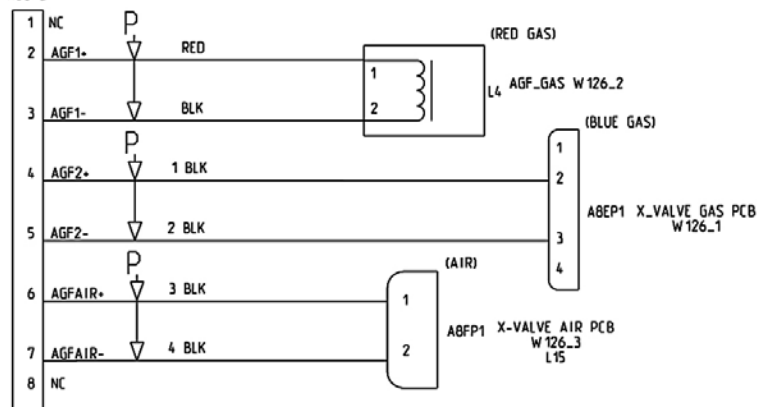 1 NC
P
2 AGF1+ RED
(RED GAS)
1
L4 AGF_GAS W126_2
3 AGF1- BLK
2
P
(BLUE GAS)
1
4 AGF2+ 1 BLK
2
A8EP1 X_VALVE GAS PCB
W126_1
5 AGF2- 2 BLK
3
P
4
(AIR)
6 AGFAIR+ 3 BLK
1
A8FP1 X-VALVE AIR PCB
W126_3
L15
7 AGFAIR- 4 BLK
2
8 NC